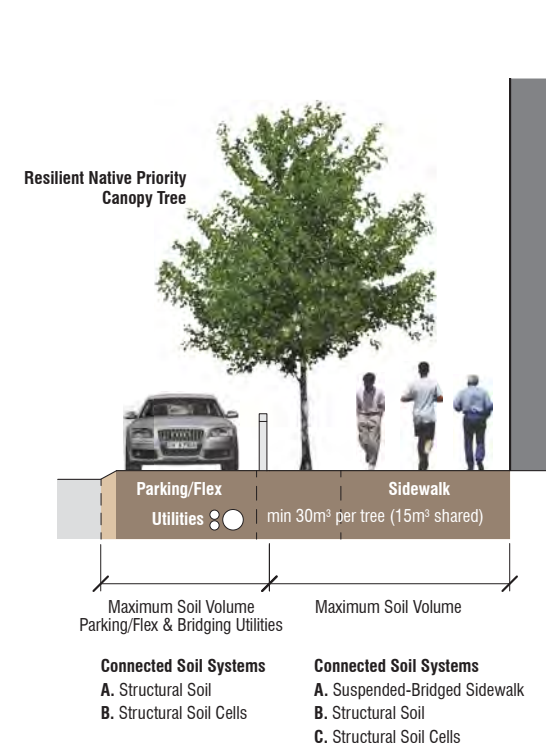 Resilient Native Priority
Canopy Tree
Parking/Flex
Sidewalk
Utilities
min 30m³ per tree (15m³ shared)
Maximum Soil Volume
Parking/Flex & Bridging Utilities
Maximum Soil Volume
Connected Soil Systems
A. Structural Soil
B. Structural Soil Cells
Connected Soil Systems
A. Suspended-Bridged Sidewalk
B. Structural Soil
C. Structural Soil Cells